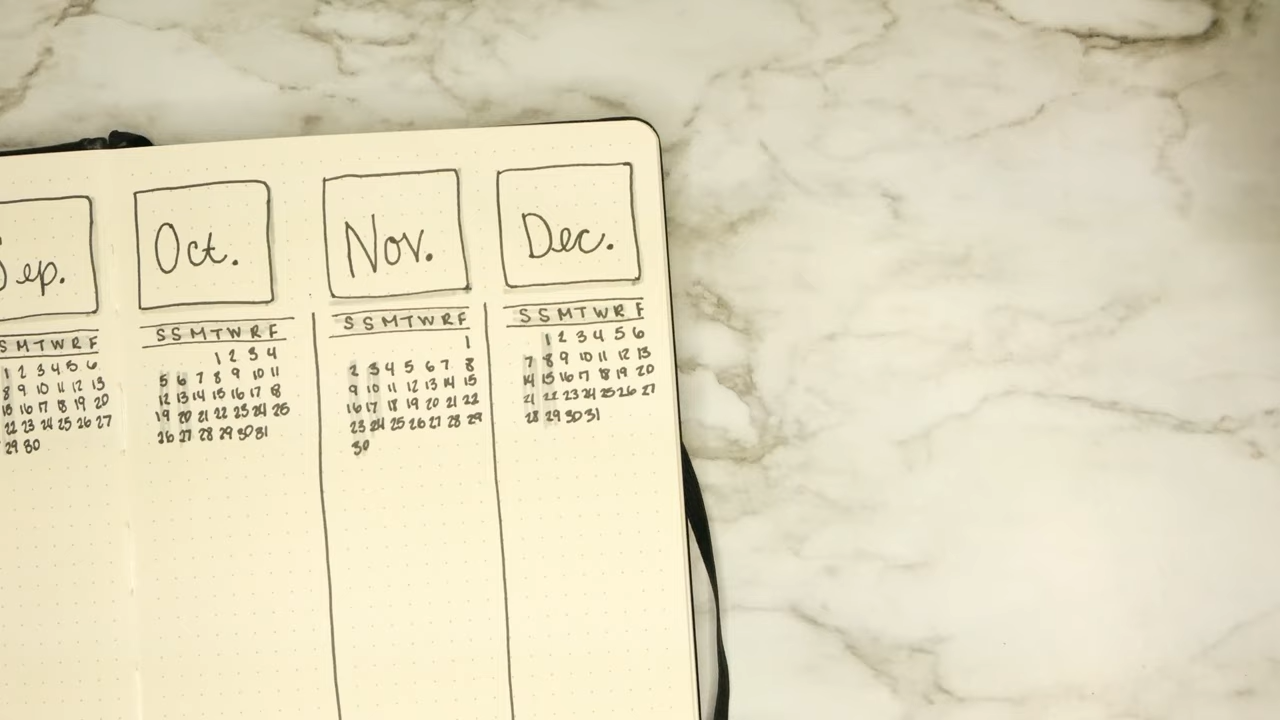 Sep.
S M T W R F
1 2 3 4 5 6
8 9 10 11 12 13
15 16 17 18 19 20
22 23 24 25 26 27
29 30
Oct.
S S M T W R F
1 2 3 4
5 6 7 8 9 10 11
12 13 14 15 16 17 18
19 20 21 22 23 24 25
26 27 28 29 30 31
Nov.
S S M T W R F
1
2 3 4 5 6 7 8
9 10 11 12 13 14 15
16 17 18 19 20 21 22
23 24 25 26 27 28 29
30
Dec.
S S M T W R F
1 2 3 4 5 6
7 8 9 10 11 12 13
14 15 16 17 18 19 20
21 22 23 24 25 26 27
28 29 30 31